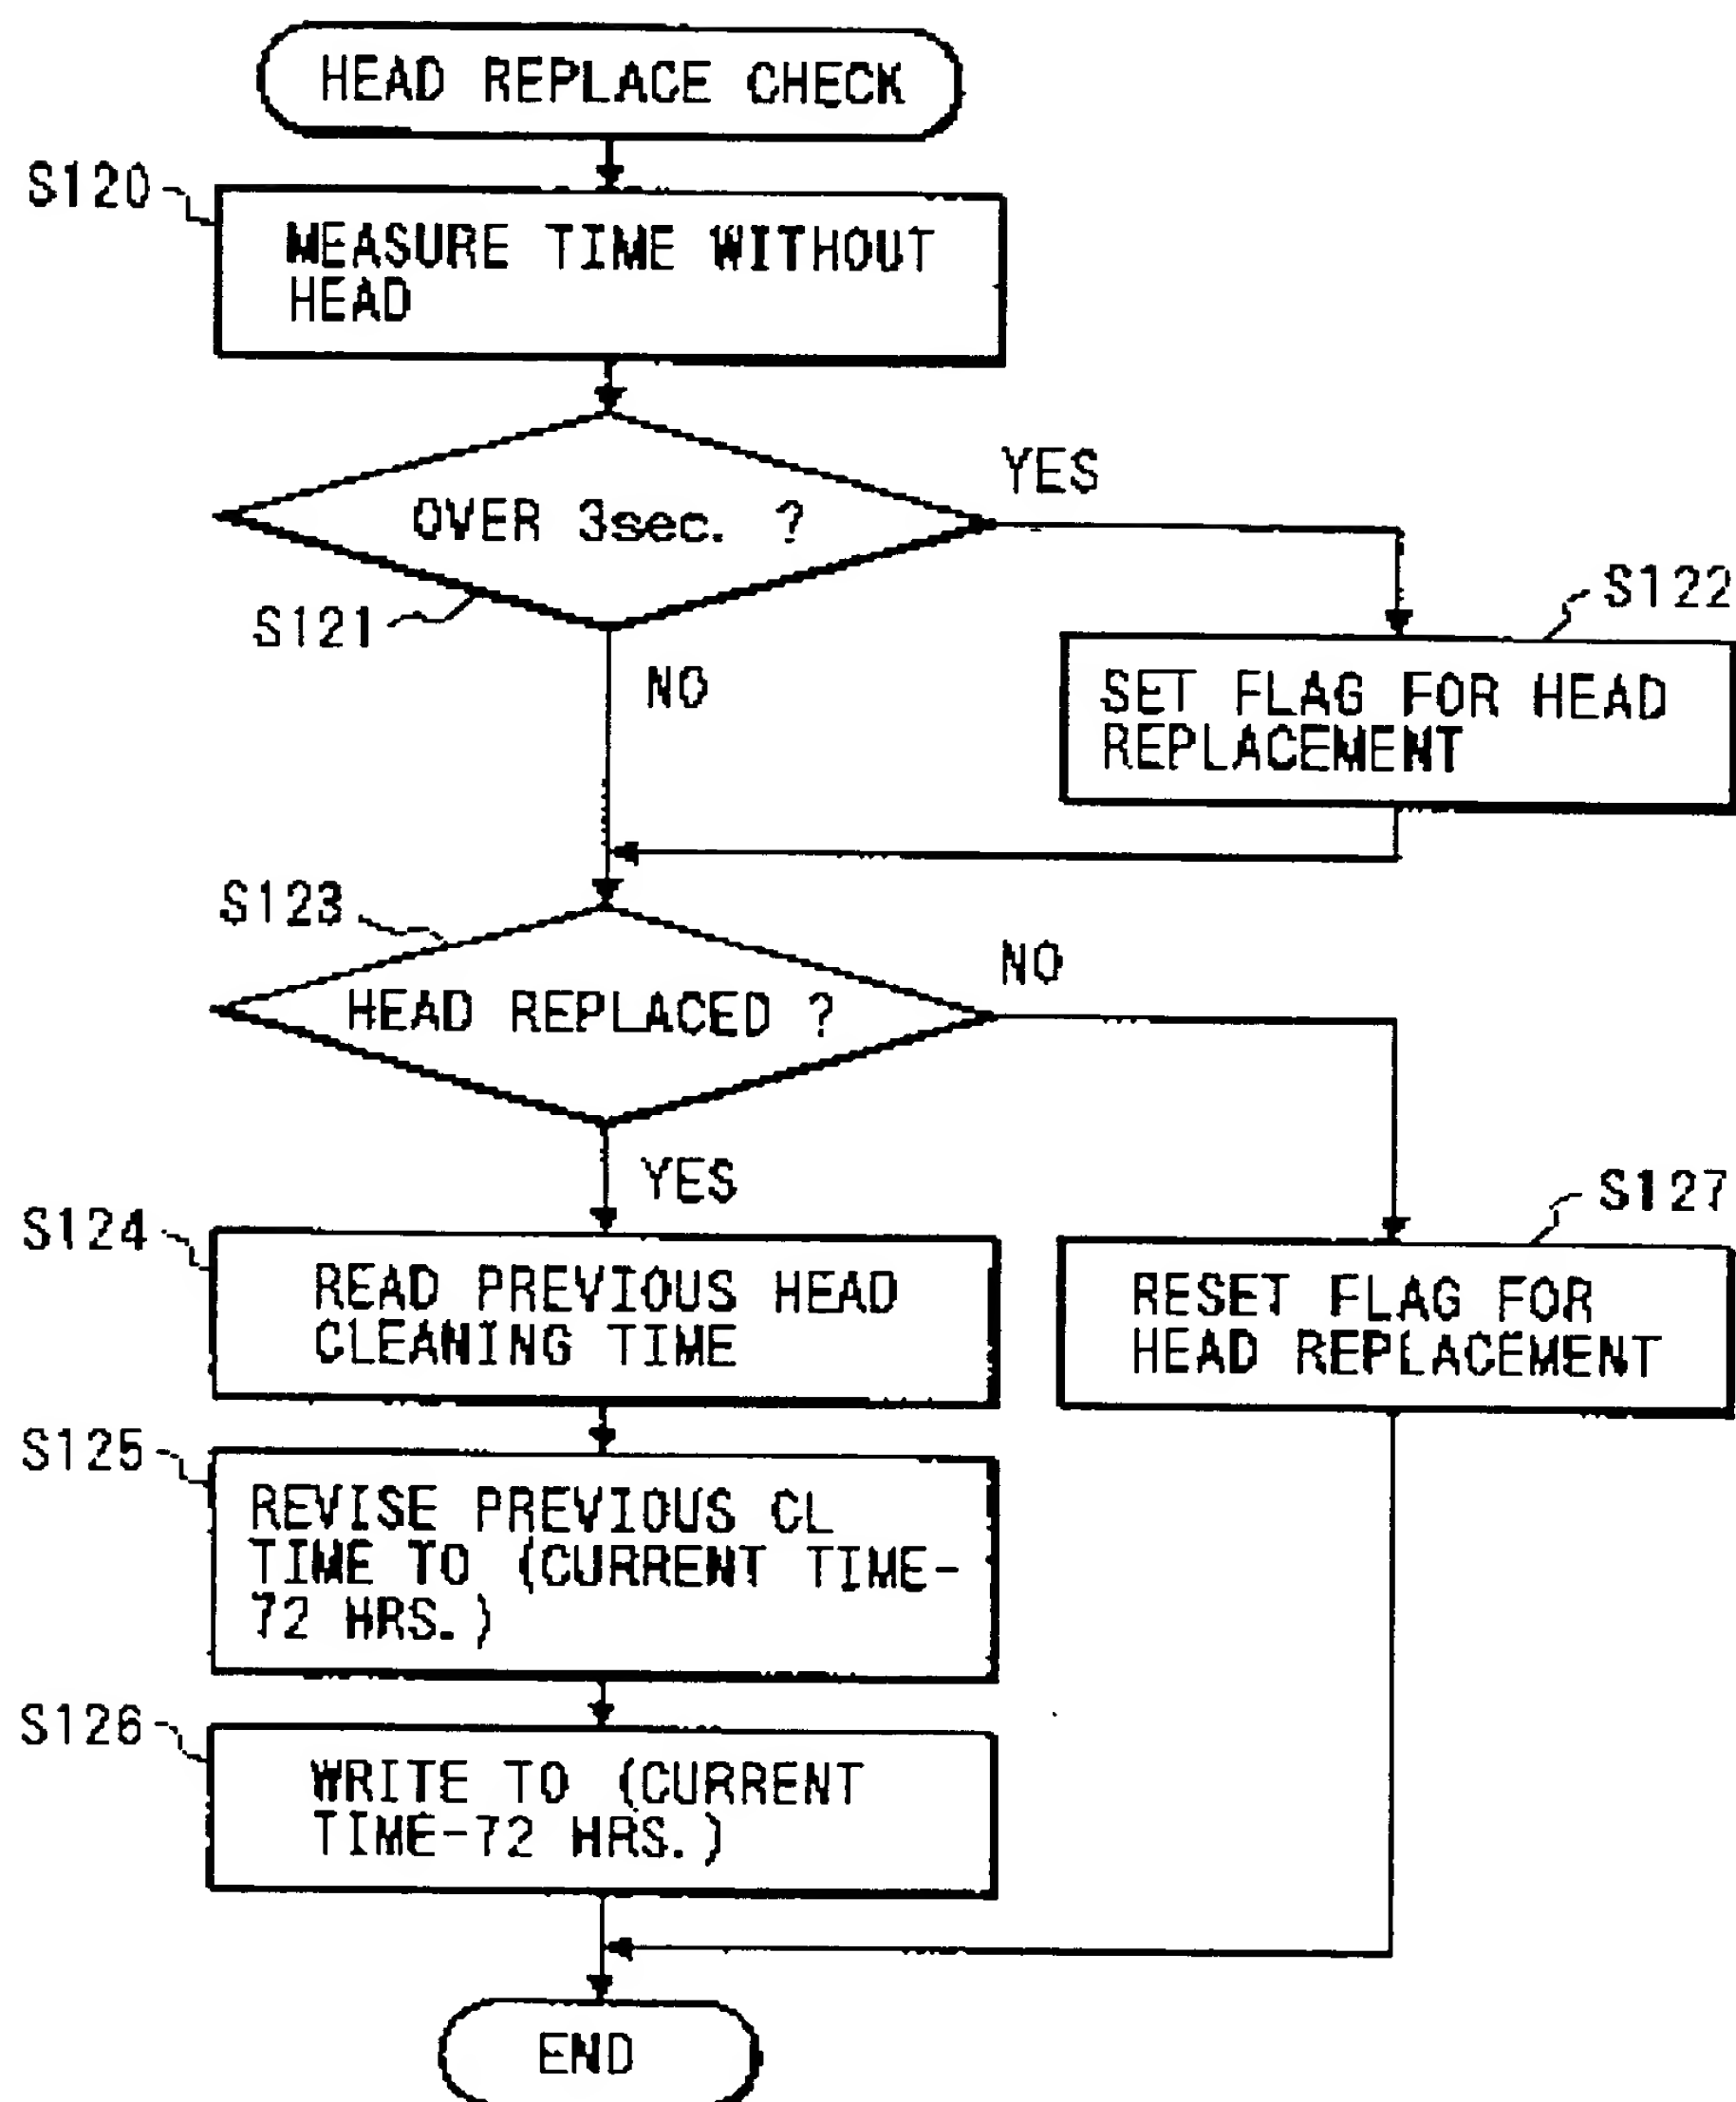 HEAD REPLACE CHECK
S120
MEASURE TIME WITHOUT
HEAD
OVER 3sec. ?
YES
S121
NO
S122
SET FLAG FOR HEAD
REPLACEMENT
S123
HEAD REPLACED ?
NO
YES
S124
READ PREVIOUS HEAD
CLEANING TIME
S127
RESET FLAG FOR
HEAD REPLACEMENT
S125
REVISE PREVIOUS CL
TIME TO (CURRENT TIME-
72 HRS.)
S126
WRITE TO (CURRENT
TIME-72 HRS.)
END